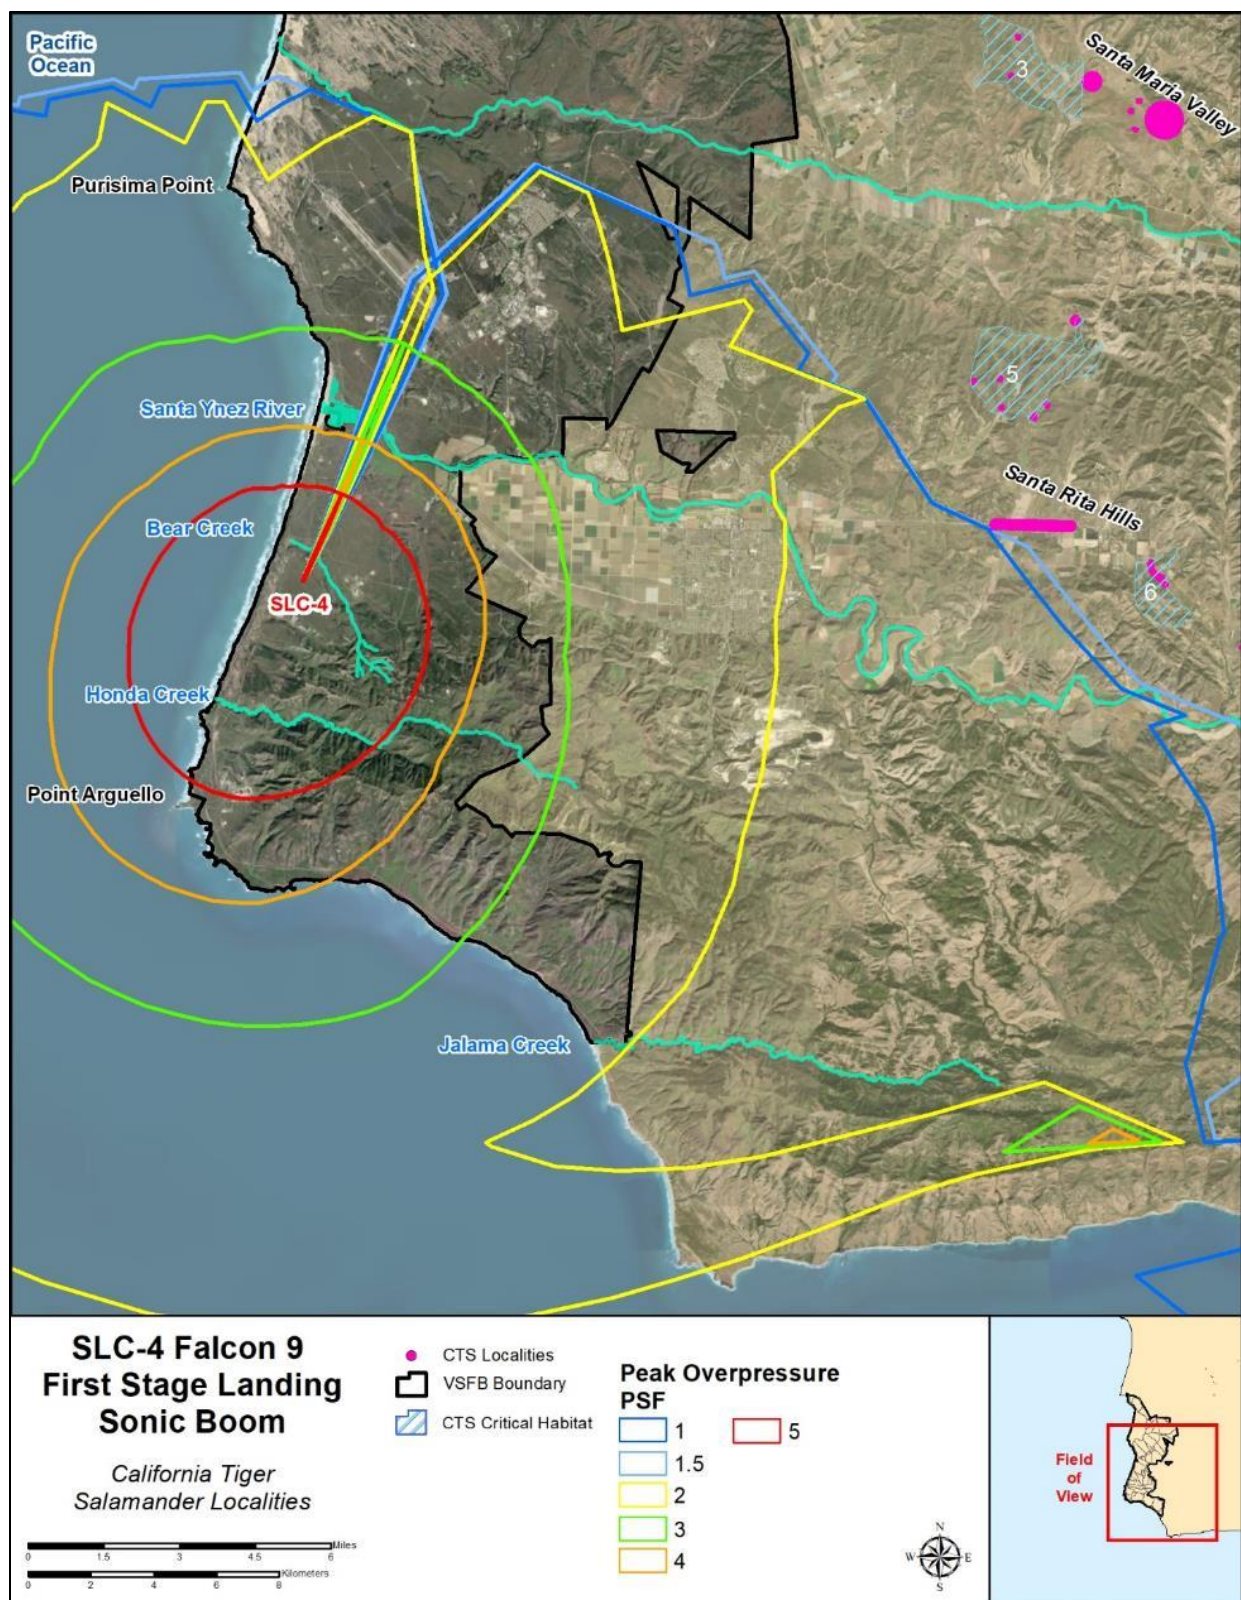 Pacific
Ocean
3
Santa Maria Valley
Purisima Point
5
Santa Ynez River
Santa Rita Hills
Bear Creek
6
SLC-4
Honda Creek
Point Arguello
Jalama Creek
SLC-4 Falcon 9
First Stage Landing
Sonic Boom
California Tiger
Salamander Localities
0 1.5 3 4.5 6 Miles
0 2 4 6 8 Kilometers
CTS Localities
VSFB Boundary
CTS Critical Habitat
Peak Overpressure
PSF
1
1.5
2
3
4
5
N
W E
S
Field
of
View